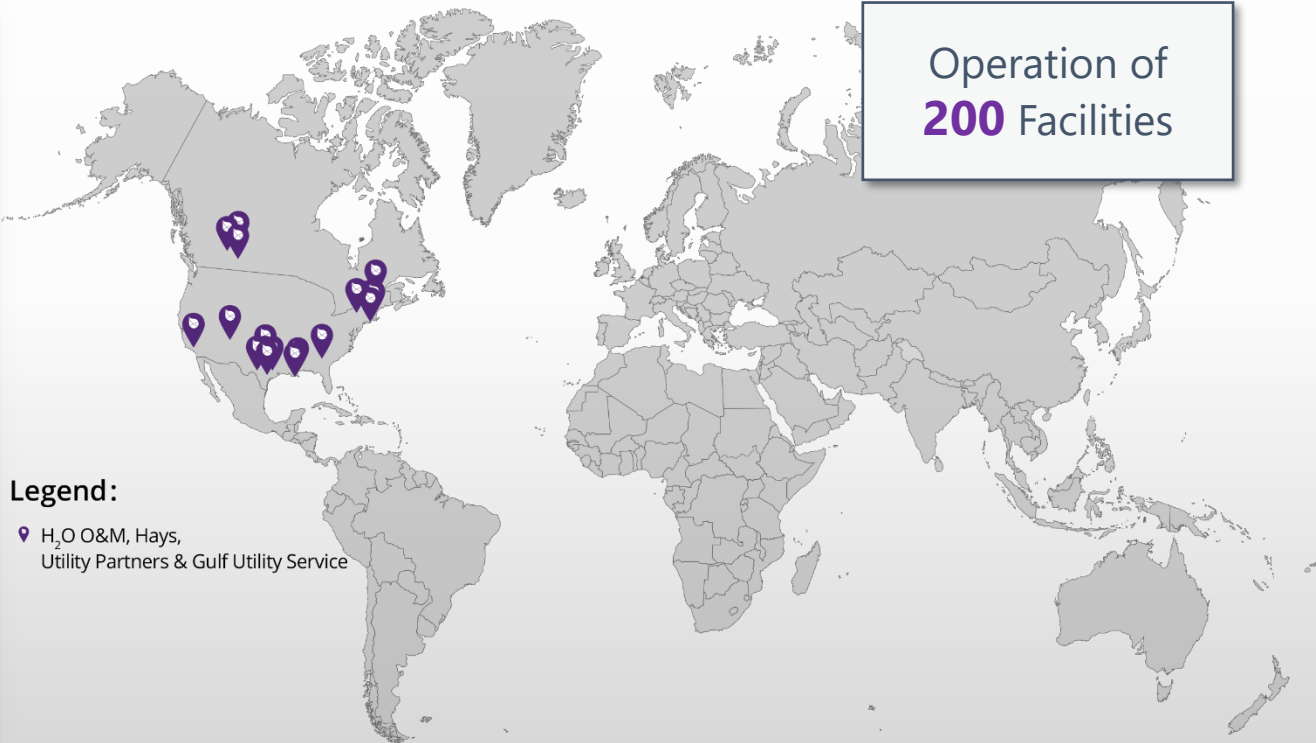 Operation of
200 Facilities
Legend:
H₂O O&M, Hays,
Utility Partners & Gulf Utility Service